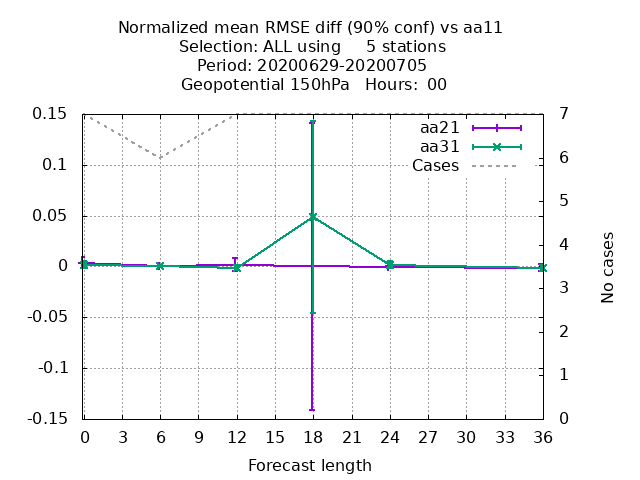 Normalized mean RMSE diff (90% conf) vs aa11
Selection: ALL using     5 stations
Period: 20200629-20200705
Geopotential 150hPa   Hours:  00
0.15
0.1
0.05
0
-0.05
-0.1
-0.15
aa21
aa31
Cases
7
6
5
4
3
2
1
0
No cases
0 3 6 9 12 15 18 21 24 27 30 33 36
Forecast length